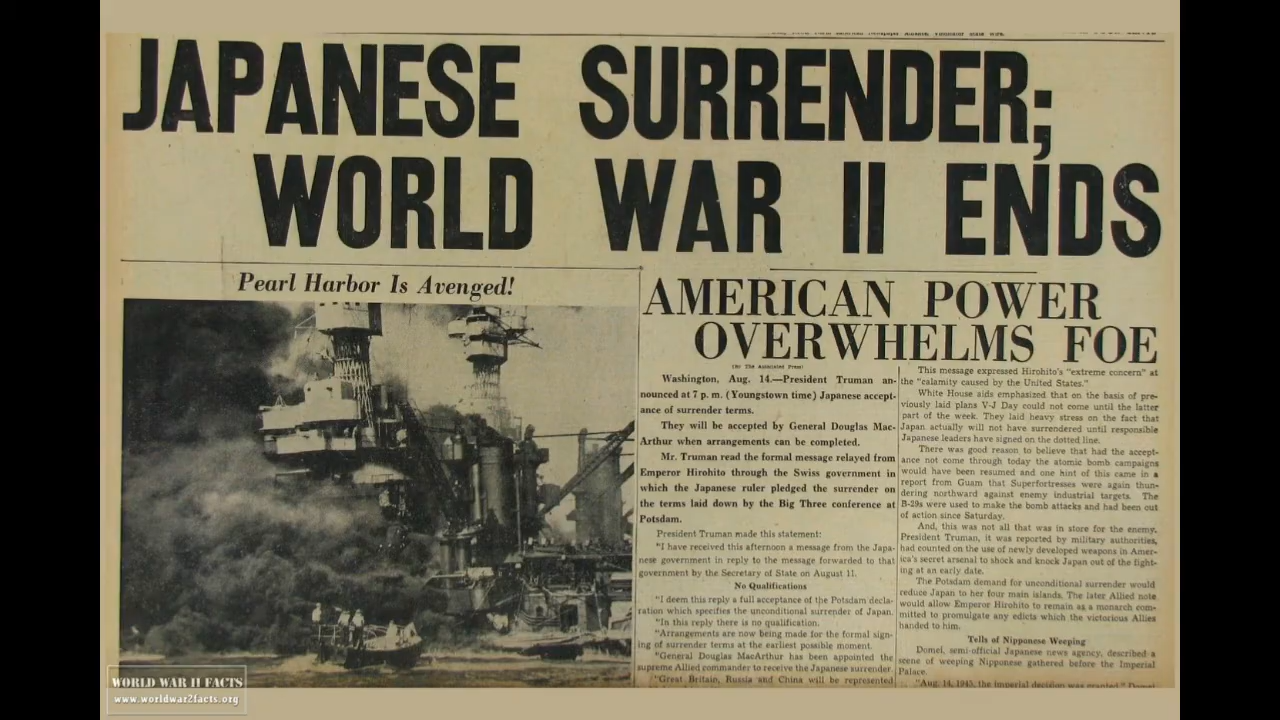 JAPANESE SURRENDER;
WORLD WAR II ENDS
Pearl Harbor Is Avenged!
AMERICAN POWER
OVERWHELMS FOE
(By The Associated Press)
Washington, Aug. 14.—President Truman an-
nounced at 7 p. m. (Youngstown time) Japanese accept-
ance of surrender terms.
They will be accepted by General Douglas Mac-
Arthur when arrangements can be completed.
Mr. Truman read the formal message relayed from
Emperor Hirohito through the Swiss government in
which the Japanese ruler pledged the surrender on
the terms laid down by the Big Three conference at
Potsdam.
President Truman made this statement:
"I have received this afternoon a message from the Japa-
nese government in reply to the message forwarded to that
government by the Secretary of State on August 11.
No Qualifications
"I deem this reply a full acceptance of the Potsdam decla-
ration which specifies the unconditional surrender of Japan.
"In this reply there is no qualification.
"Arrangements are now being made for the formal sign-
ing of surrender terms at the earliest possible moment.
"General Douglas MacArthur has been appointed the
supreme Allied commander to receive the Japanese surrender.
"Great Britain, Russia and China will be represented
This message expressed Hirohito's "extreme concern" at
the "calamity caused by the United States."
White House aids emphasized that on the basis of pre-
viously laid plans V-J Day could not come until the latter
part of the week. They laid heavy stress on the fact that
Japan actually will not have surrendered until responsible
Japanese leaders have signed on the dotted line.
There was good reason to believe that had the accept-
ance not come through today the atomic bomb campaigns
would have been resumed and one hint of this came in a
report from Guam that Superfortresses were again thun-
dering northward against enemy industrial targets. The
B-29s were used to make the bomb attacks and had been out
of action since Saturday.
And, this was not all that was in store for the enemy.
President Truman, it was reported by military authorities,
had counted on the use of newly developed weapons in Amer-
ica's secret arsenal to shock and knock Japan out of the fight-
ing at an early date.
The Potsdam demand for unconditional surrender would
reduce Japan to her four main islands. The later Allied note
would allow Emperor Hirohito to remain as a monarch com-
mitted to promulgate any edicts which the victorious Allies
handed to him.
Tells of Nipponese Weeping
Domei, semi-official Japanese news agency, described a
scene of weeping Nipponese gathered before the Imperial
Palace.
"Aug. 14, 1945, the imperial decision was granted," Domei
WORLD WAR II FACTS
www.worldwar2facts.org